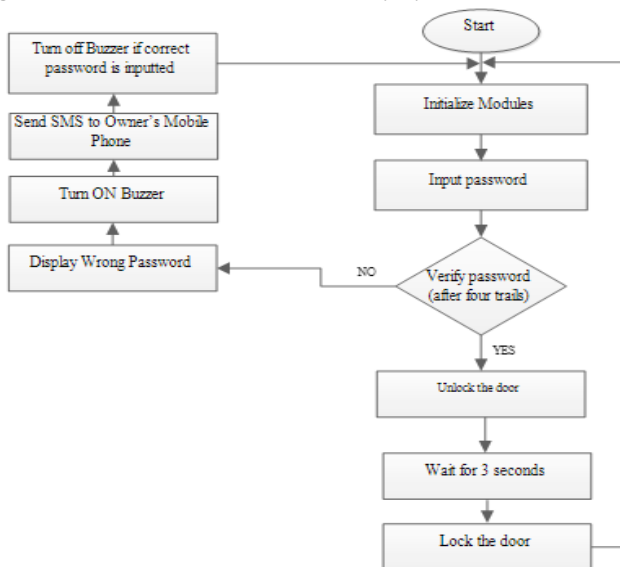 Start
Turn off Buzzer if correct
password is inputted
Initialize Modules
Send SMS to Owner's Mobile
Phone
Input password
Turn ON Buzzer
Display Wrong Password
NO
Verify password
(after four trails)
YES
Unlock the door
Wait for 3 seconds
Lock the door